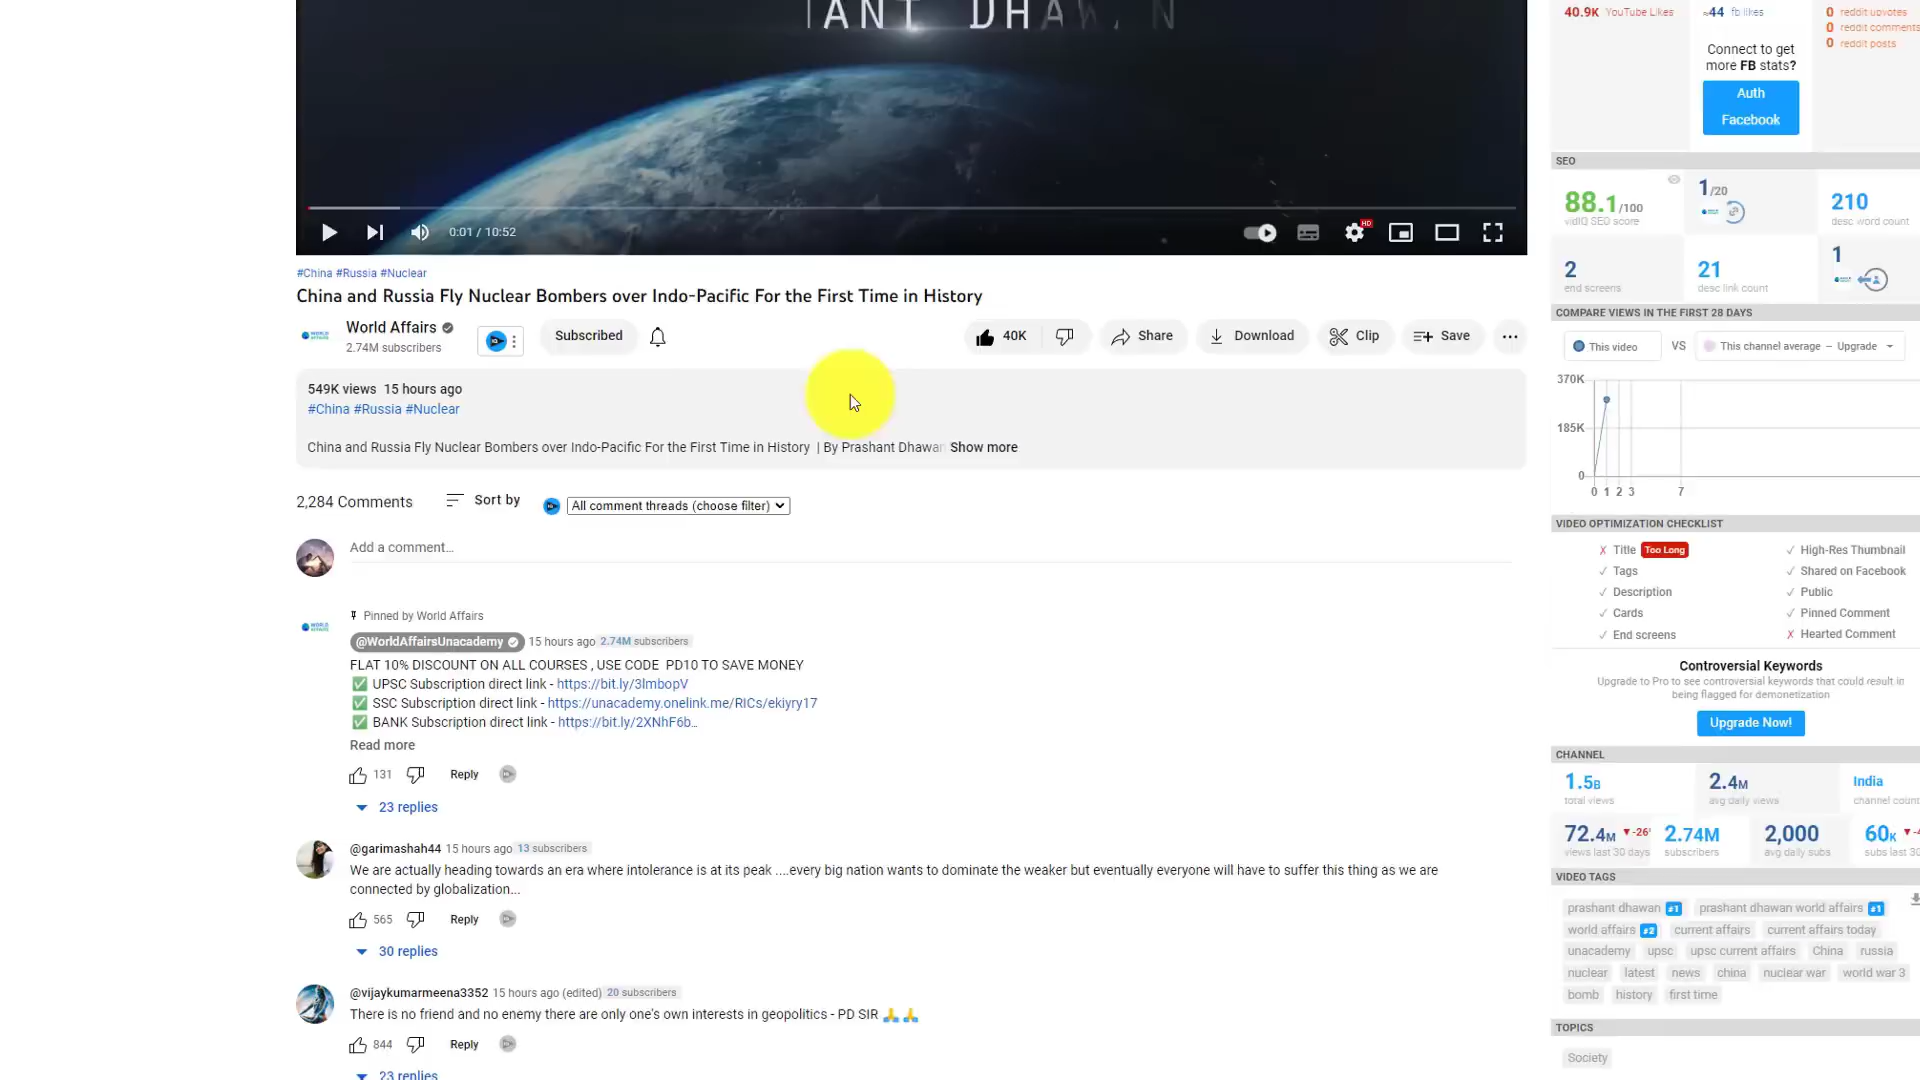 ANT DHAWAN
0:01 / 10:52
HD
#China #Russia #Nuclear
China and Russia Fly Nuclear Bombers over Indo-Pacific For the First Time in History
World Affairs
2.74M subscribers
Subscribed
40K
Share
Download
Clip
Save
549K views 15 hours ago
#China #Russia #Nuclear
China and Russia Fly Nuclear Bombers over Indo-Pacific For the First Time in History | By Prashant Dhawan Show more
2,284 Comments
Sort by
All comment threads (choose filter)
Add a comment...
Pinned by World Affairs
@WorldAffairsUnacademy 15 hours ago 2.74M subscribers
FLAT 10% DISCOUNT ON ALL COURSES , USE CODE PD10 TO SAVE MONEY
✅ UPSC Subscription direct link - https://bit.ly/3lmbopV
✅ SSC Subscription direct link - https://unacademy.onelink.me/RICs/ekiyry17
✅ BANK Subscription direct link - https://bit.ly/2XNhF6b...
Read more
131 Reply
23 replies
@garimashah44 15 hours ago 13 subscribers
We are actually heading towards an era where intolerance is at its peak ....every big nation wants to dominate the weaker but eventually everyone will have to suffer this thing as we are
connected by globalization...
565 Reply
30 replies
@vijaykumarmeena3352 15 hours ago (edited) 20 subscribers
There is no friend and no enemy there are only one's own interests in geopolitics - PD SIR 🙏🙏
844 Reply
23 replies
40.9K YouTube Likes
≈44 fb likes
0 reddit upvotes
0 reddit comments
0 reddit posts
Connect to get
more FB stats?
Auth
Facebook
SEO
88.1/100
vidIQ SEO score
1/20
210
desc word count
2
end screens
21
desc link count
1
COMPARE VIEWS IN THE FIRST 28 DAYS
This video VS This channel average – Upgrade
370K
185K
0
0 1 2 3 7
VIDEO OPTIMIZATION CHECKLIST
✗ Title Too Long
✓ Tags
✓ Description
✓ Cards
✓ End screens
✓ High-Res Thumbnail
✓ Shared on Facebook
✓ Public
✓ Pinned Comment
✗ Hearted Comment
Controversial Keywords
Upgrade to Pro to see controversial keywords that could result in
being flagged for demonetization
Upgrade Now!
CHANNEL
1.5B
total views
2.4M
avg daily views
India
channel count
72.4M ▼-26
views last 30 days
2.74M
subscribers
2,000
avg daily subs
60K ▼-4
subs last 30
VIDEO TAGS
prashant dhawan #1 prashant dhawan world affairs #1
world affairs #2 current affairs current affairs today
unacademy upsc upsc current affairs China russia
nuclear latest news china nuclear war world war 3
bomb history first time
TOPICS
Society